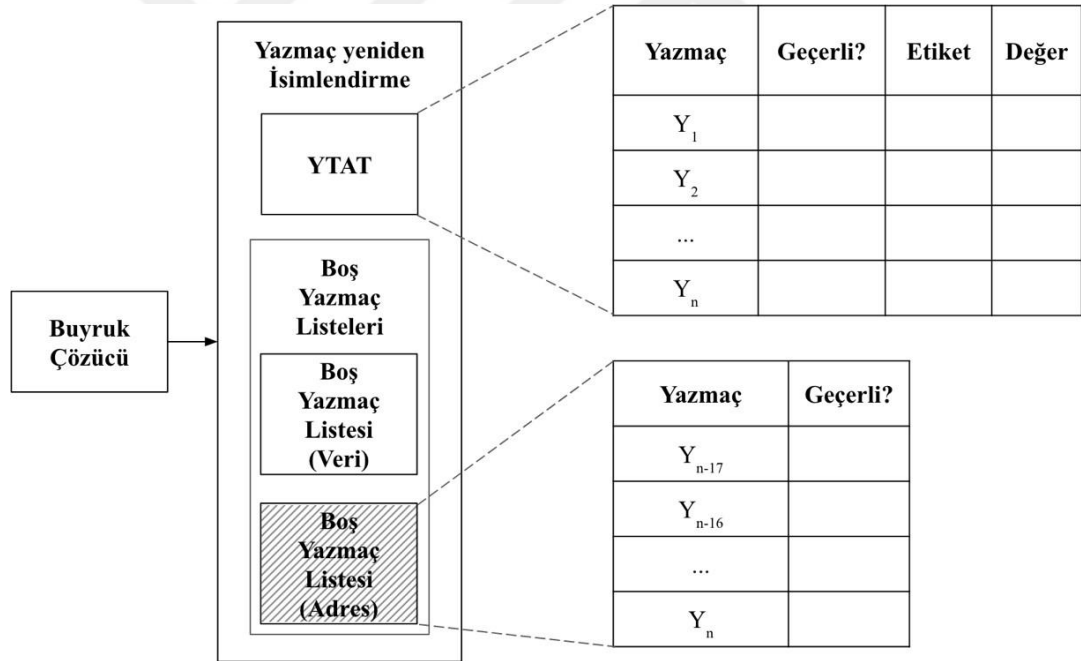 Buyruk
Çözücü
Yazmaç yeniden
İsimlendirme
YTAT
Boş
Yazmaç
Listeleri
Boş
Yazmaç
Listesi
(Veri)
Boş
Yazmaç
Listesi
(Adres)
Yazmaç Geçerli? Etiket Değer
Y1
Y2
...
Yn
Yazmaç Geçerli?
Yn-17
Yn-16
...
Yn